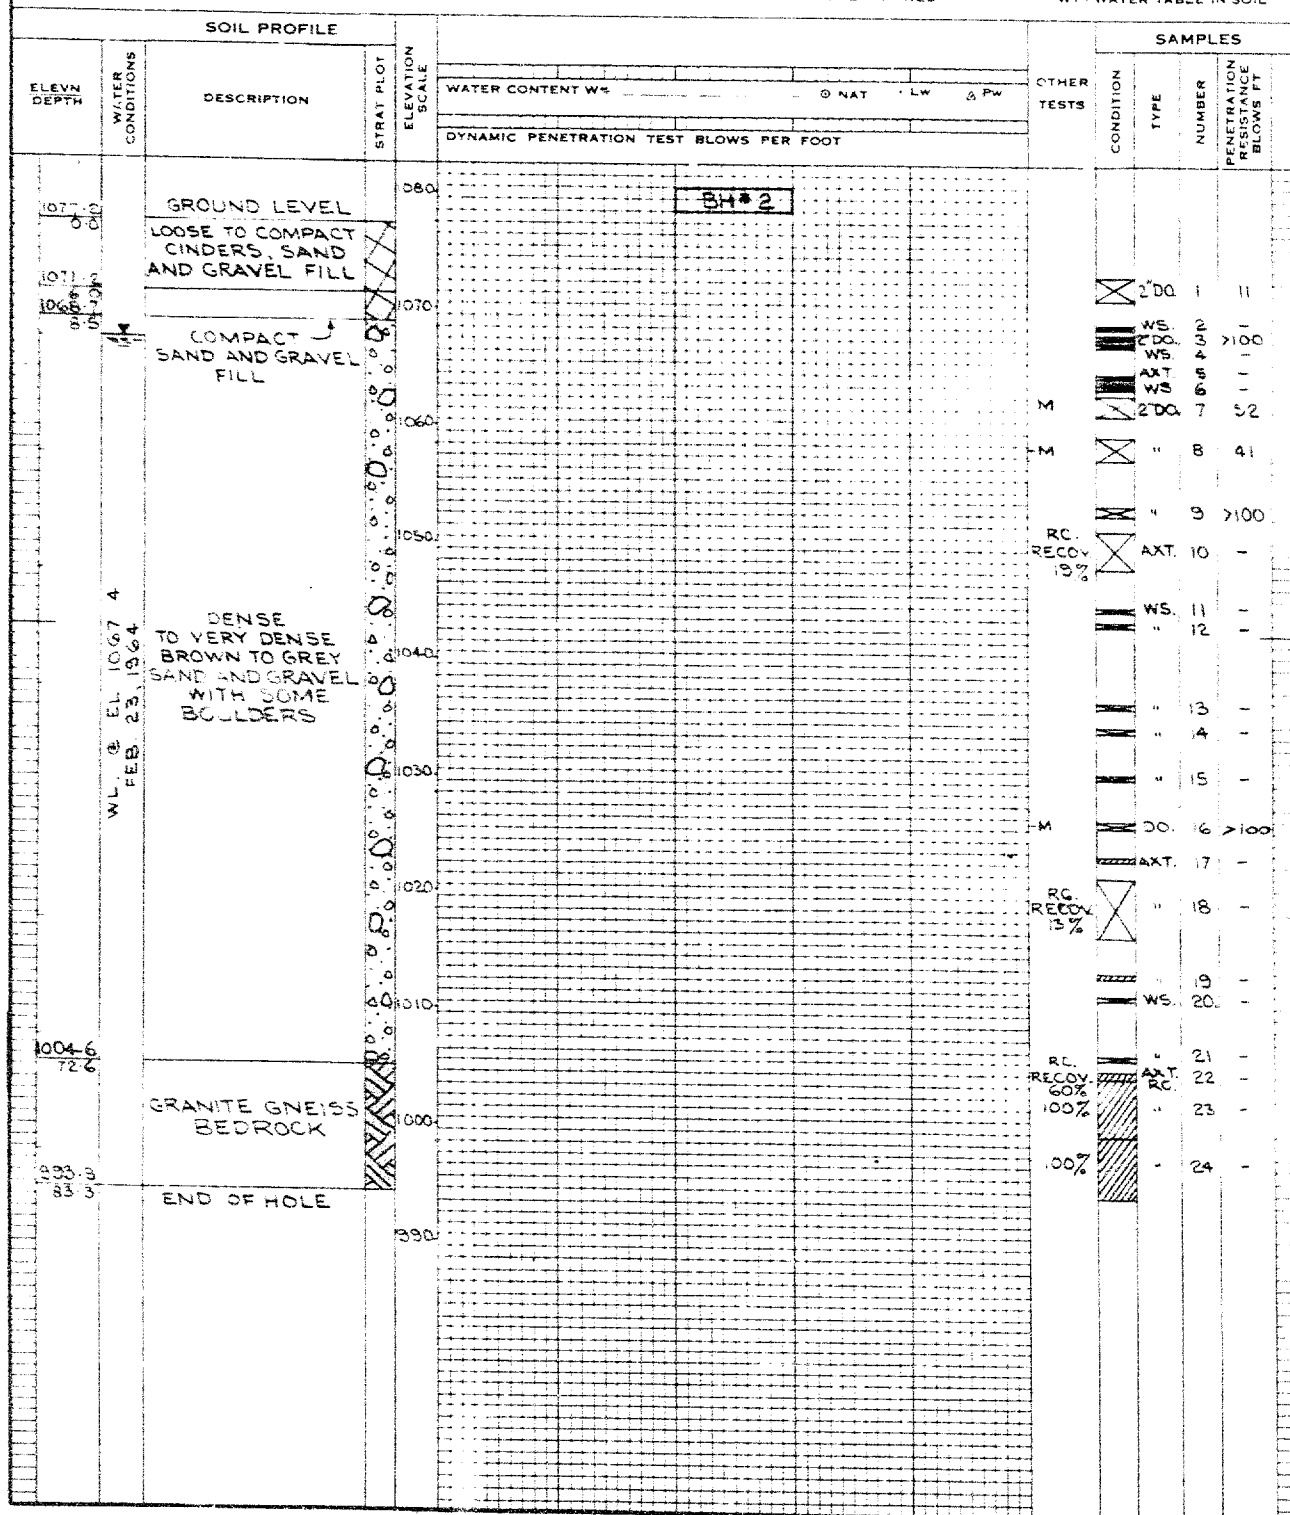 WATER TABLE IN SOIL
SOIL PROFILE
SAMPLES
ELEVN
DEPTH
WATER
CONDITIONS
DESCRIPTION
STRAT PLOT
ELEVATION
SCALE
WATER CONTENT W%
⊙ NAT
LW
△ PW
DYNAMIC PENETRATION TEST BLOWS PER FOOT
OTHER
TESTS
CONDITION
TYPE
NUMBER
PENETRATION
RESISTANCE
BLOWS FT
BH# 2
0.0
GROUND LEVEL
LOOSE TO COMPACT
CINDERS, SAND
AND GRAVEL FILL
8.5
COMPACT
SAND AND GRAVEL
FILL
WL @ EL 1067 4
FEB. 23, 1964
DENSE
TO VERY DENSE
BROWN TO GREY
SAND AND GRAVEL
WITH SOME
BOULDERS
1004.6
72.6
GRANITE GNEISS
BEDROCK
83.3
END OF HOLE
1080
1070
1060
1050
1040
1030
1020
1010
1000
990
2"DO. 1 11
WS. 2 -
2"DO. 3 >100
WS. 4 -
AXT. 5 -
WS 6 -
M 2"DO. 7 52
M " 8 41
" 9 >100
RC.
RECOV.
19%
AXT. 10 -
WS. 11 -
" 12 -
" 13 -
" 14 -
" 15 -
M DO. 16 >100
AXT. 17 -
RC.
RECOV.
13%
" 18 -
" 19 -
WS. 20. -
" 21 -
RC.
RECOV.
60%
AXT. RC. 22 -
100% " 23 -
100% " 24 -